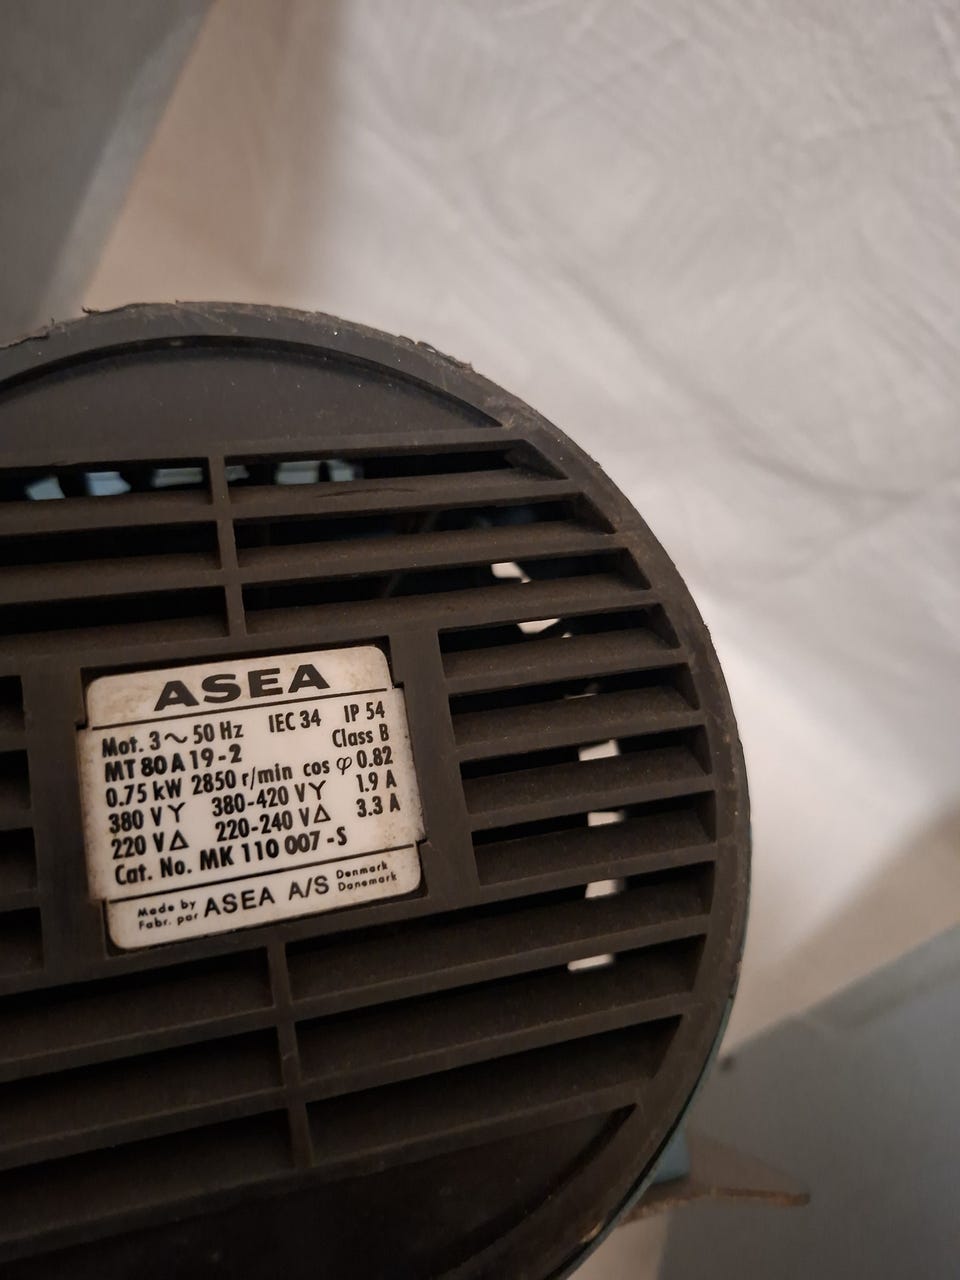 ASEA
Mot. 3~ 50 Hz IEC 34 IP 54
MT 80 A 19-2 Class B
0.75 kW 2850 r/min cos φ 0.82
380 V Y 380-420 V Y 1.9 A
220 V Δ 220-240 V Δ 3.3 A
Cat. No. MK 110 007-S
Made by ASEA A/S Denmark
Fabr. par Danemark